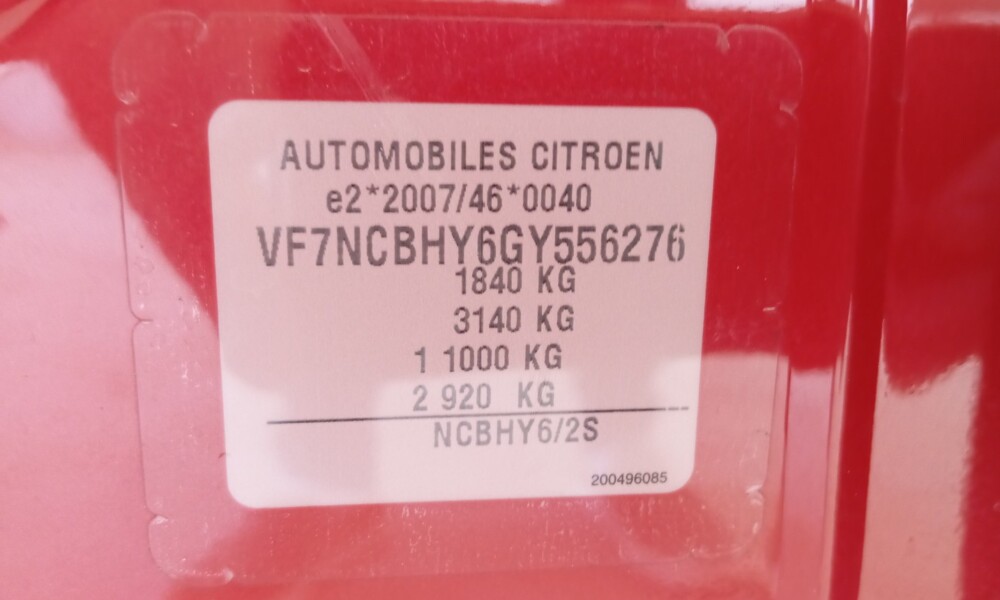 AUTOMOBILES CITROEN
e2*2007/46*0040
VF7NCBHY6GY556276
1840 KG
3140 KG
1 1000 KG
2 920 KG
NCBHY6/2S
200496085